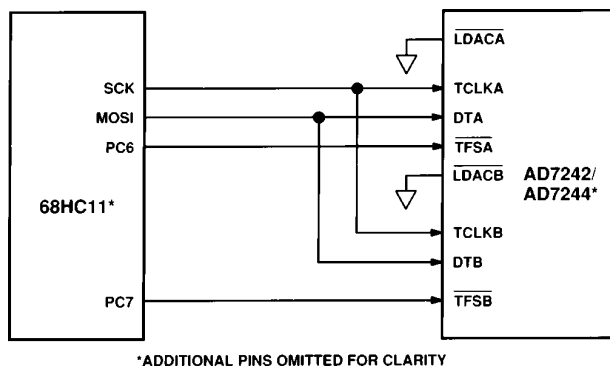 LDACA
SCK
TCLKA
MOSI
DTA
PC6
TFSA
LDACB
AD7242/
AD7244*
68HC11*
TCLKB
DTB
PC7
TFSB
*ADDITIONAL PINS OMITTED FOR CLARITY